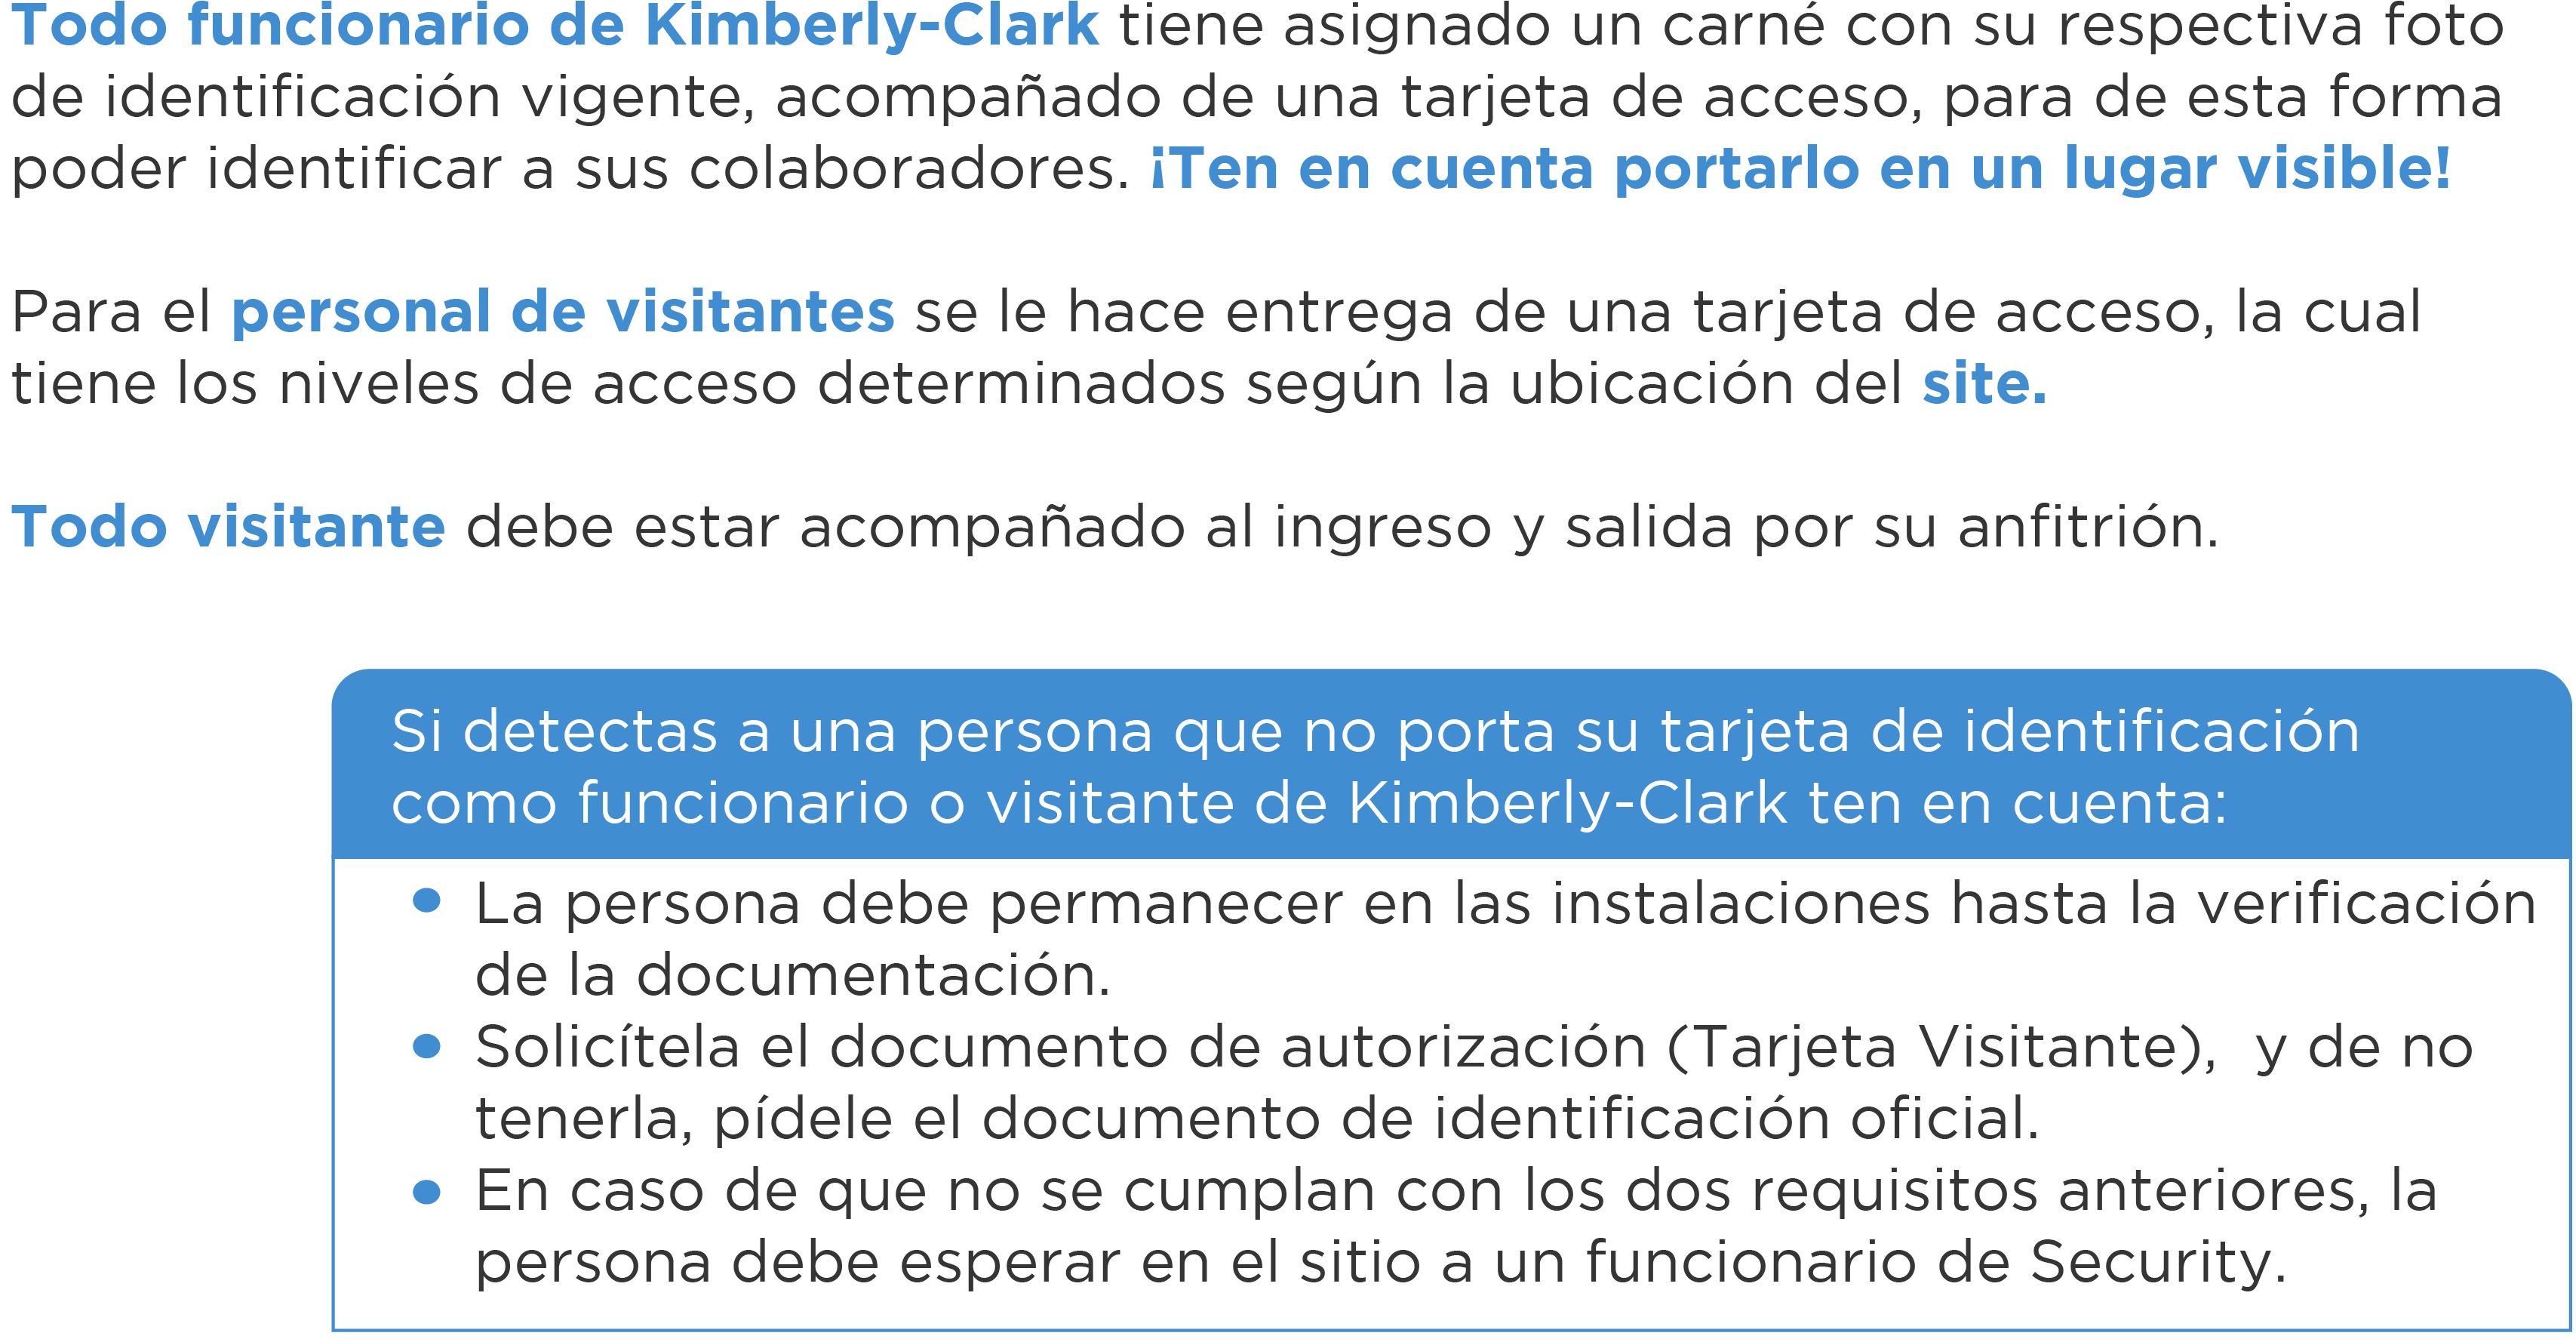 Todo funcionario de Kimberly-Clark tiene asignado un carné con su respectiva foto
de identificación vigente, acompañado de una tarjeta de acceso, para de esta forma
poder identificar a sus colaboradores. ¡Ten en cuenta portarlo en un lugar visible!
Para el personal de visitantes se le hace entrega de una tarjeta de acceso, la cual
tiene los niveles de acceso determinados según la ubicación del site.
Todo visitante debe estar acompañado al ingreso y salida por su anfitrión.
Si detectas a una persona que no porta su tarjeta de identificación
como funcionario o visitante de Kimberly-Clark ten en cuenta:
• La persona debe permanecer en las instalaciones hasta la verificación
de la documentación.
• Solicítela el documento de autorización (Tarjeta Visitante),  y de no
tenerla, pídele el documento de identificación oficial.
• En caso de que no se cumplan con los dos requisitos anteriores, la
persona debe esperar en el sitio a un funcionario de Security.